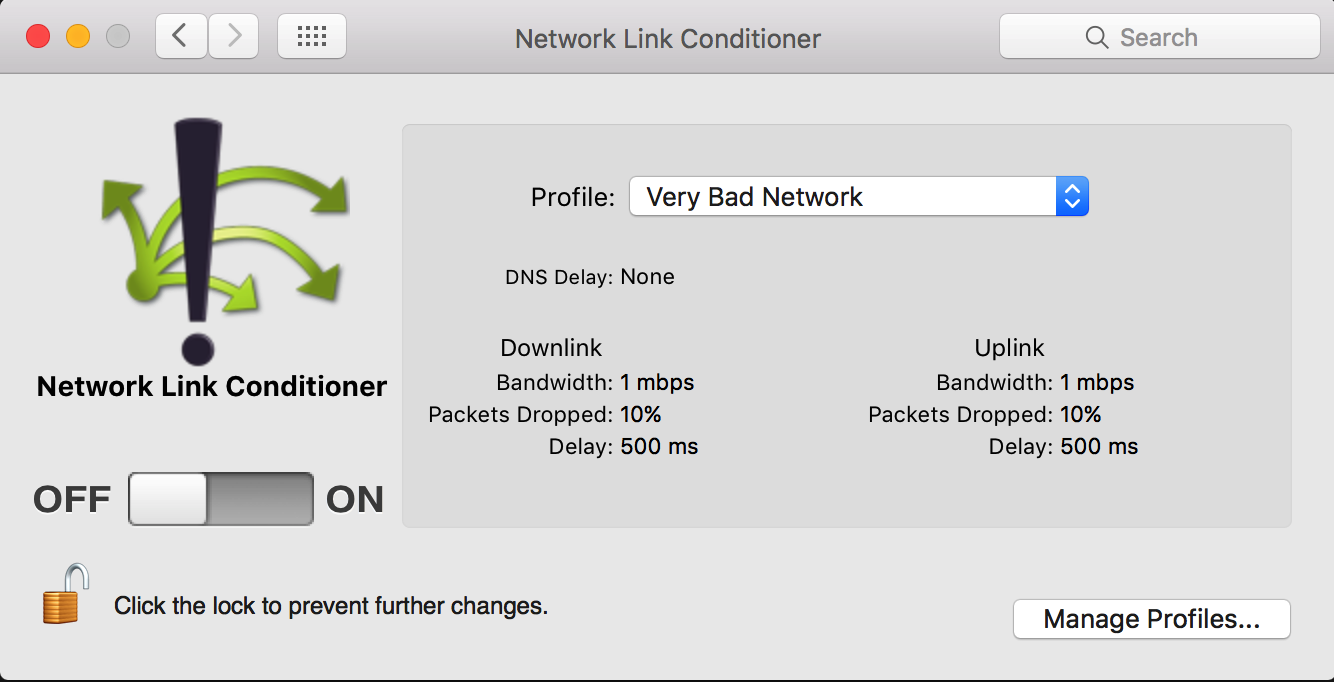 Network Link Conditioner
Search
Profile: Very Bad Network
DNS Delay: None
Downlink
Bandwidth: 1 mbps
Packets Dropped: 10%
Delay: 500 ms
Uplink
Bandwidth: 1 mbps
Packets Dropped: 10%
Delay: 500 ms
Network Link Conditioner
OFF ON
Click the lock to prevent further changes.
Manage Profiles...